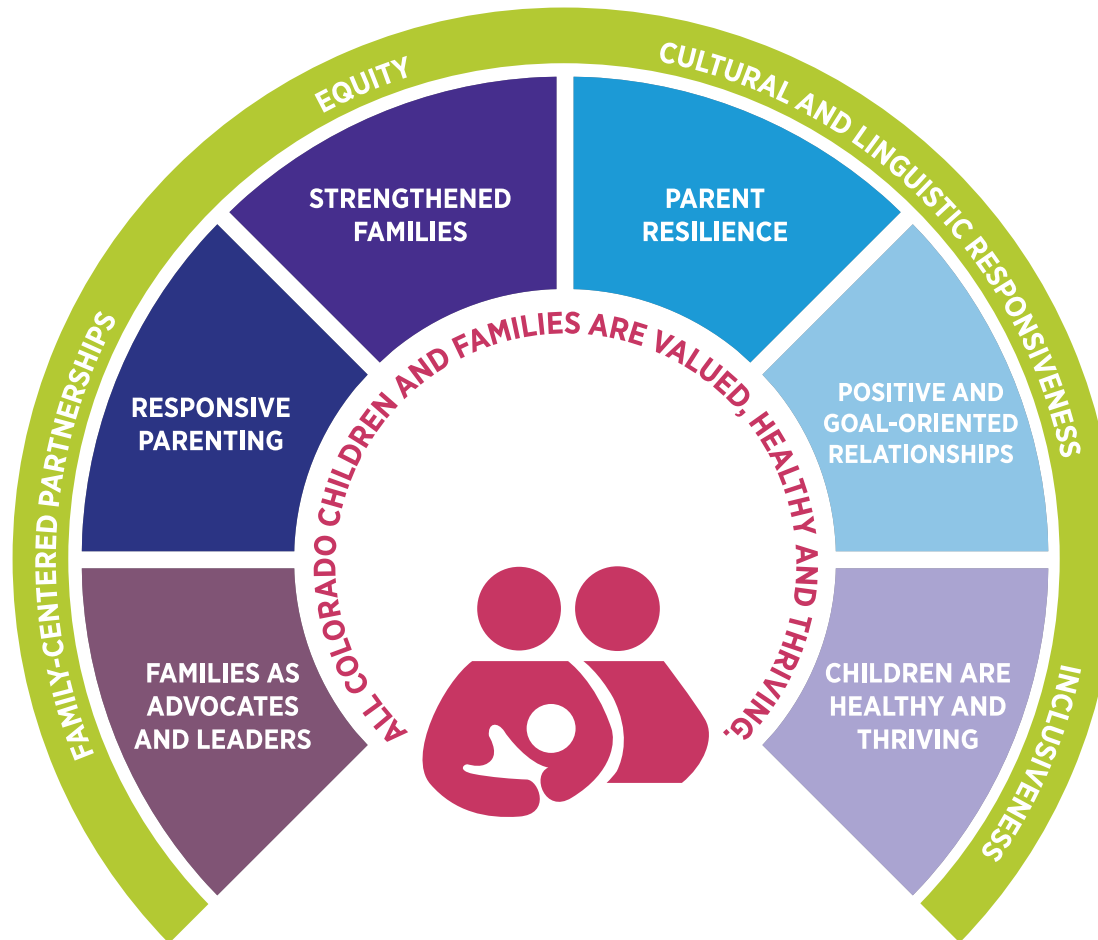 FAMILY-CENTERED PARTNERSHIPS
EQUITY
CULTURAL AND LINGUISTIC RESPONSIVENESS
INCLUSIVENESS
FAMILIES AS
ADVOCATES
AND LEADERS
RESPONSIVE
PARENTING
STRENGTHENED
FAMILIES
PARENT
RESILIENCE
POSITIVE AND
GOAL-ORIENTED
RELATIONSHIPS
CHILDREN ARE
HEALTHY AND
THRIVING
ALL COLORADO CHILDREN AND FAMILIES ARE VALUED, HEALTHY AND THRIVING.